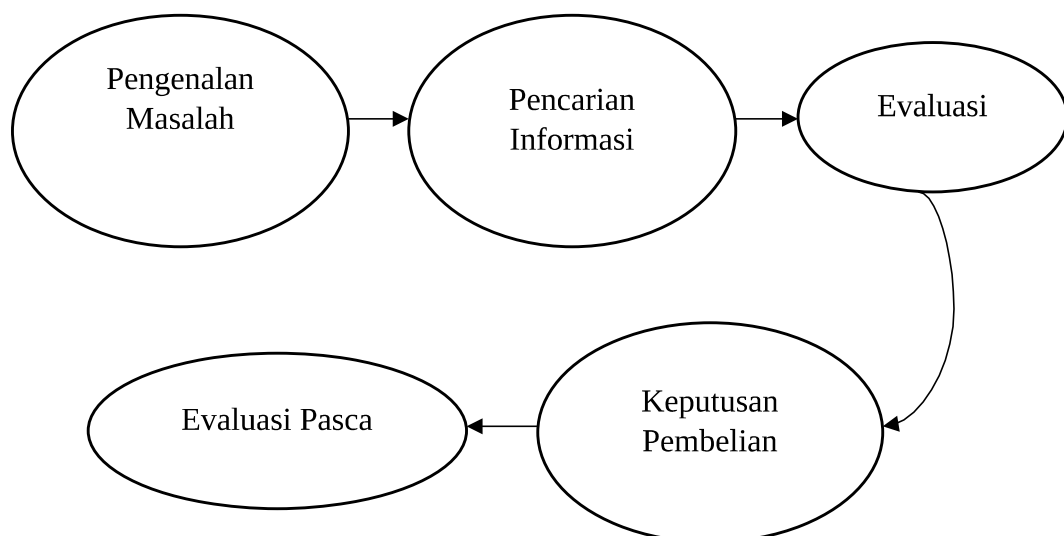 Pengenalan
Masalah
Pencarian
Informasi
Evaluasi
Keputusan
Pembelian
Evaluasi Pasca